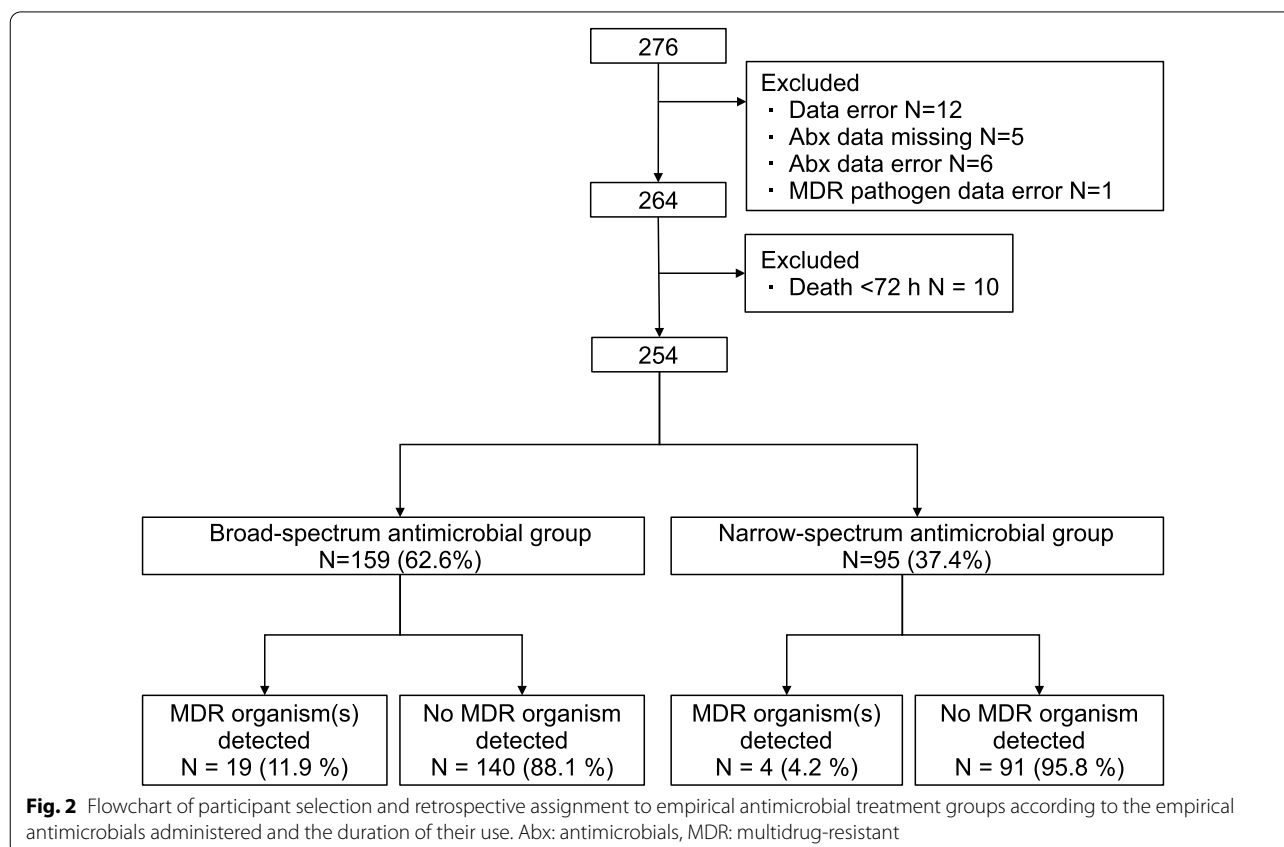 276
Excluded
・ Data error N=12
・ Abx data missing N=5
・ Abx data error N=6
・ MDR pathogen data error N=1
264
Excluded
・ Death <72 h N = 10
254
Broad-spectrum antimicrobial group
N=159 (62.6%)
Narrow-spectrum antimicrobial group
N=95 (37.4%)
MDR organism(s)
detected
N = 19 (11.9 %)
No MDR organism
detected
N = 140 (88.1 %)
MDR organism(s)
detected
N = 4 (4.2 %)
No MDR organism
detected
N = 91 (95.8 %)
Fig. 2 Flowchart of participant selection and retrospective assignment to empirical antimicrobial treatment groups according to the empirical
antimicrobials administered and the duration of their use. Abx: antimicrobials, MDR: multidrug-resistant